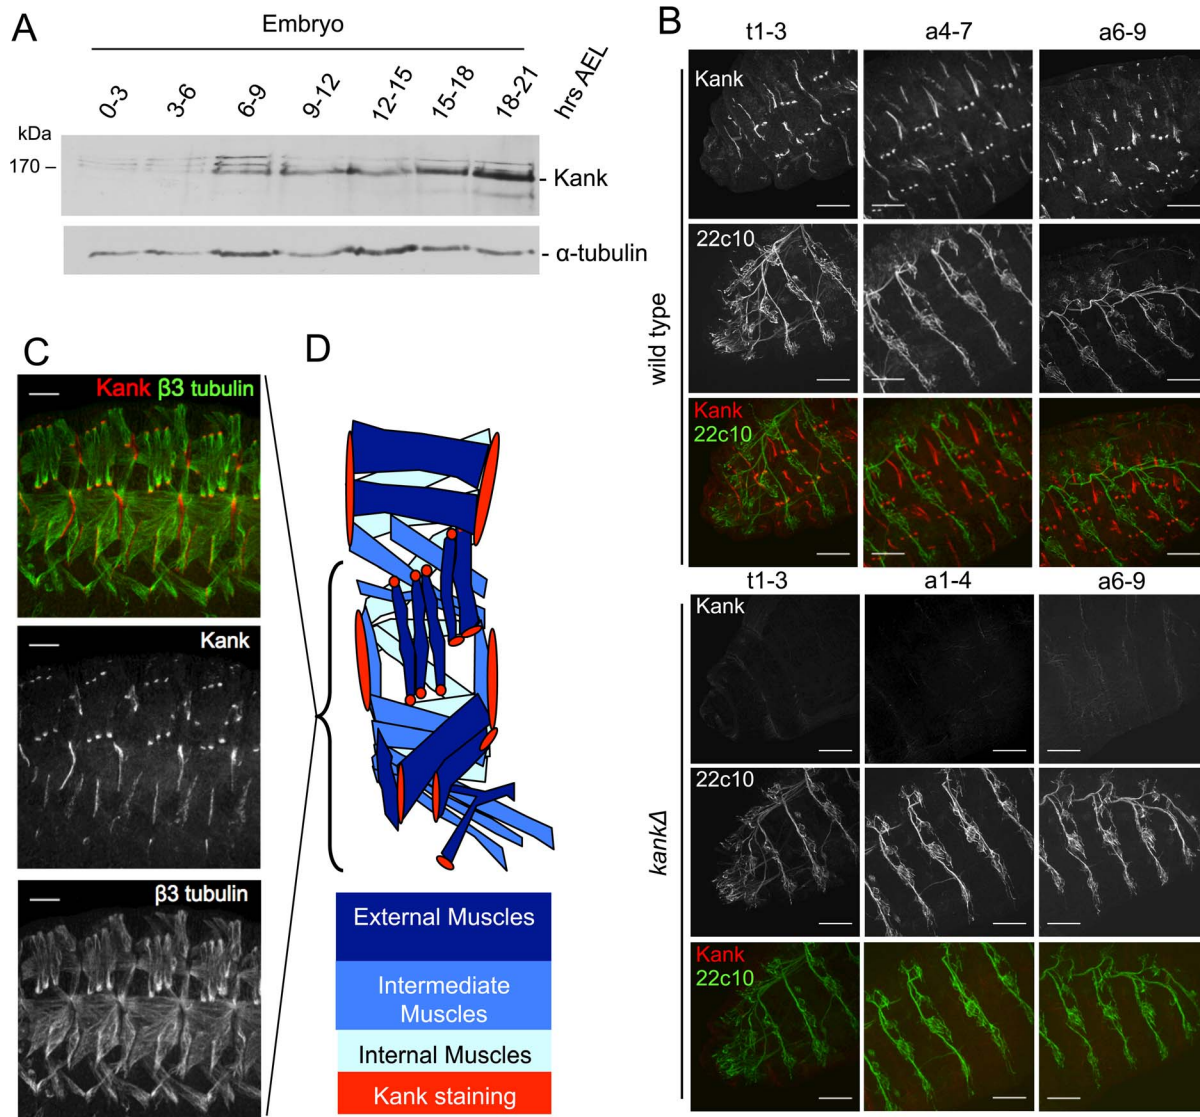 A
Embryo
0-3
3-6
6-9
9-12
12-15
15-18
18-21
hrs AEL
kDa
170 –
- Kank
- α-tubulin
B
t1-3
a4-7
a6-9
wild type
Kank
22c10
Kank
22c10
t1-3
a1-4
a6-9
kankΔ
Kank
22c10
Kank
22c10
C
Kank β3 tubulin
Kank
β3 tubulin
D
External Muscles
Intermediate
Muscles
Internal Muscles
Kank staining